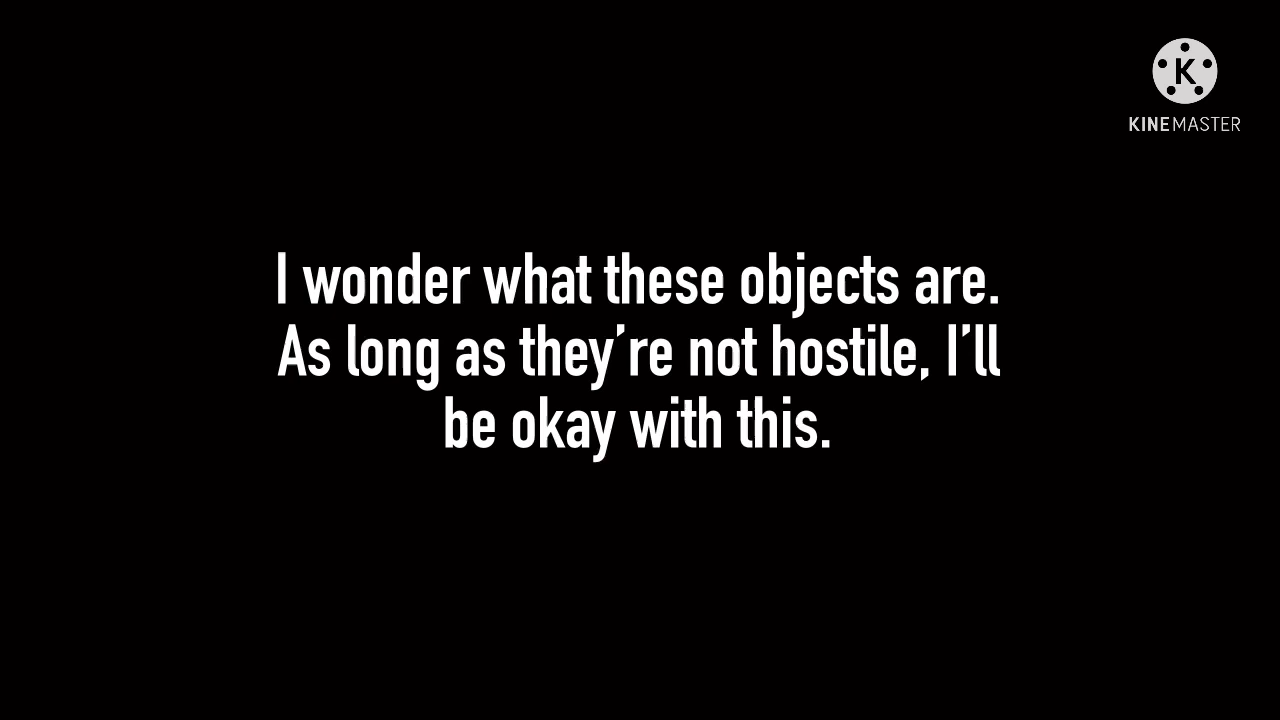 K
KINEMASTER
I wonder what these objects are.
As long as they're not hostile, I'll
be okay with this.